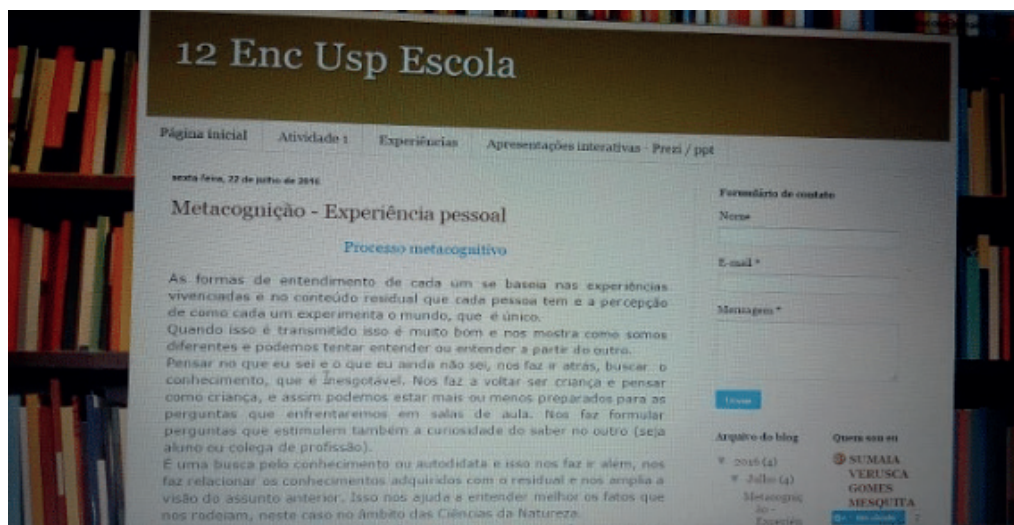 12 Enc Usp Escola
Página inicial
Atividade 1
Experiências
Apresentações interativas - Prezi / ppt
sexta-feira, 22 de julho de 2016
Metacognição - Experiência pessoal
Processo metacognitivo
As formas de entendimento de cada um se baseia nas experiências
vivenciadas e no conteúdo residual que cada pessoa tem e a percepção
de como cada um experimenta o mundo, que é único.
Quando isso é transmitido isso é muito bom e nos mostra como somos
diferentes e podemos tentar entender ou entender a partir do outro.
Pensar no que eu sei e o que eu ainda não sei, nos faz ir atrás, buscar o
conhecimento, que é inesgotável. Nos faz a voltar ser criança e pensar
como criança, e assim podemos estar mais ou menos preparados para as
perguntas que enfrentaremos em salas de aula. Nos faz formular
perguntas que estimulem também a curiosidade do saber no outro (seja
aluno ou colega de profissão).
É uma busca pelo conhecimento ou autodidata e isso nos faz ir além, nos
faz relacionar os conhecimentos adquiridos com o residual e nos amplia a
visão do assunto anterior. Isso nos ajuda a entender melhor os fatos que
nos rodeiam, neste caso no âmbito das Ciências da Natureza.
Formulário de contato
Nome
E-mail *
Mensagem *
Enviar
Arquivo do blog
▼ 2016 (4)
▼ Julho (4)
Metacogniç
ão -
Experiên
Quem sou eu
SUMAIA
VERUSCA
GOMES
MESQUITA